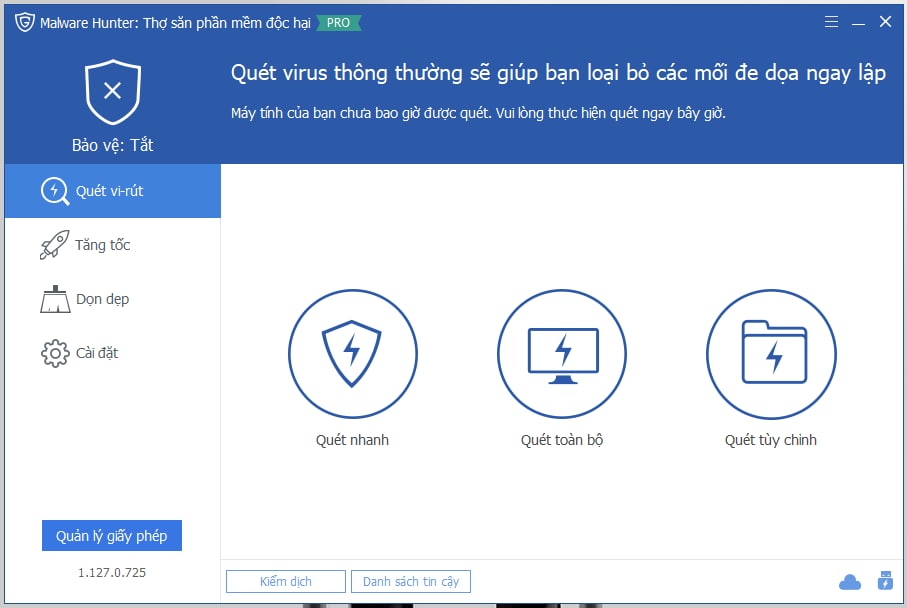 Malware Hunter: Thợ săn phần mềm độc hại PRO
Quét virus thông thường sẽ giúp bạn loại bỏ các mối đe dọa ngay lập
Máy tính của bạn chưa bao giờ được quét. Vui lòng thực hiện quét ngay bây giờ.
Bảo vệ: Tắt
Quét vi-rút
Tăng tốc
Dọn dẹp
Cài đặt
Quét nhanh
Quét toàn bộ
Quét tùy chỉnh
Quản lý giấy phép
1.127.0.725
Kiểm dịch
Danh sách tin cậy